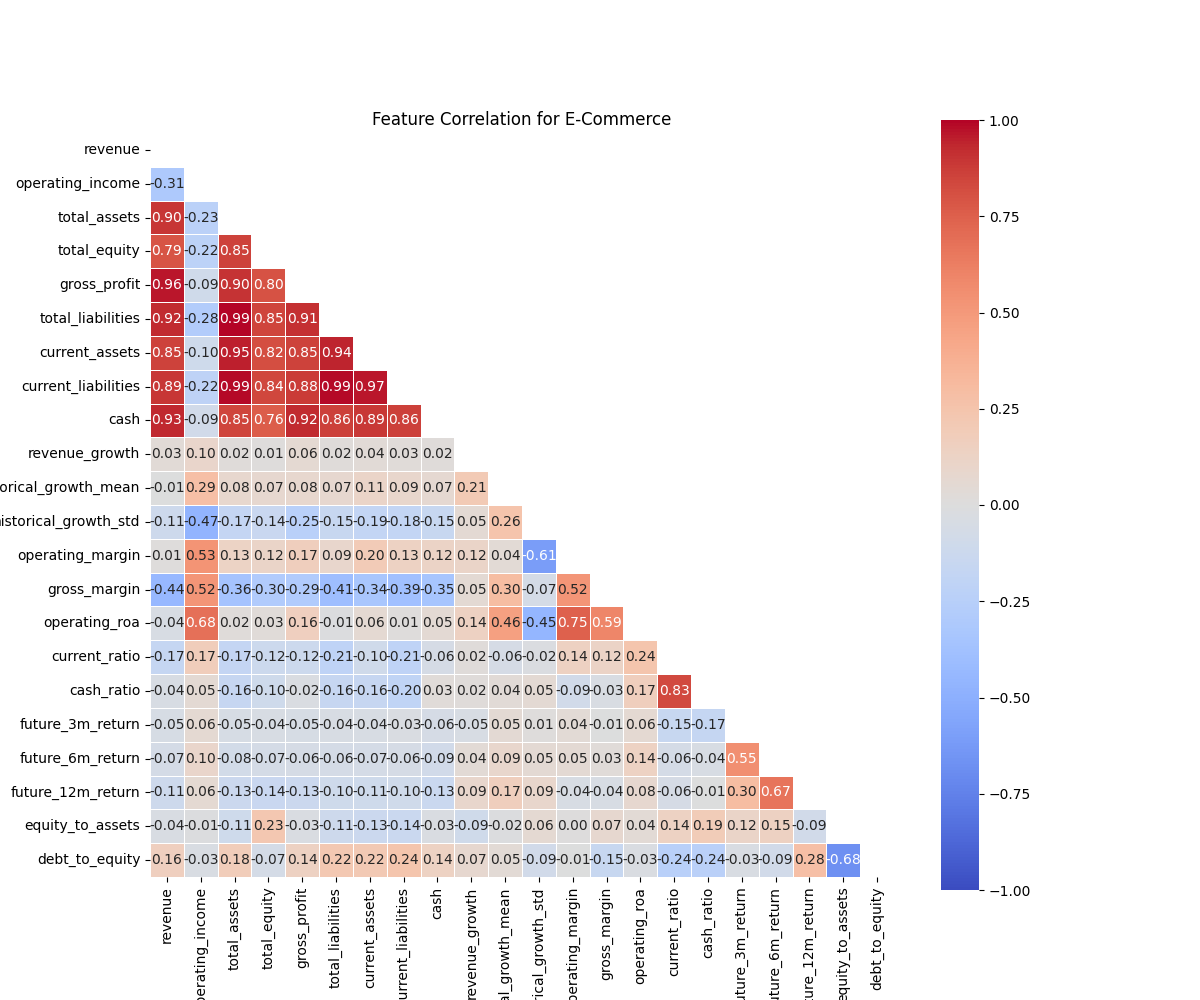 Feature Correlation for E-Commerce
revenue
operating_income -0.31
total_assets 0.90 -0.23
total_equity 0.79 -0.22 0.85
gross_profit 0.96 -0.09 0.90 0.80
total_liabilities 0.92 -0.28 0.99 0.85 0.91
current_assets 0.85 -0.10 0.95 0.82 0.85 0.94
current_liabilities 0.89 -0.22 0.99 0.84 0.88 0.99 0.97
cash 0.93 -0.09 0.85 0.76 0.92 0.86 0.89 0.86
revenue_growth 0.03 0.10 0.02 0.01 0.06 0.02 0.04 0.03 0.02
orical_growth_mean -0.01 0.29 0.08 0.07 0.08 0.07 0.11 0.09 0.07 0.21
istorical_growth_std -0.11 -0.47 -0.17 -0.14 -0.25 -0.15 -0.19 -0.18 -0.15 0.05 0.26
operating_margin 0.01 0.53 0.13 0.12 0.17 0.09 0.20 0.13 0.12 0.12 0.04 -0.61
gross_margin -0.44 0.52 -0.36 -0.30 -0.29 -0.41 -0.34 -0.39 -0.35 0.05 0.30 -0.07 0.52
operating_roa -0.04 0.68 0.02 0.03 0.16 -0.01 0.06 0.01 0.05 0.14 0.46 -0.45 0.75 0.59
current_ratio -0.17 0.17 -0.17 -0.12 -0.12 -0.21 -0.10 -0.21 -0.06 0.02 -0.06 -0.02 0.14 0.12 0.24
cash_ratio -0.04 0.05 -0.16 -0.10 -0.02 -0.16 -0.16 -0.20 0.03 0.02 0.04 0.05 -0.09 -0.03 0.17 0.83
future_3m_return -0.05 0.06 -0.05 -0.04 -0.05 -0.04 -0.04 -0.03 -0.06 -0.05 0.05 0.01 0.04 -0.01 0.06 -0.15 -0.17
future_6m_return -0.07 0.10 -0.08 -0.07 -0.06 -0.06 -0.07 -0.06 -0.09 0.04 0.09 0.05 0.05 0.03 0.14 -0.06 -0.04 0.55
future_12m_return -0.11 0.06 -0.13 -0.14 -0.13 -0.10 -0.11 -0.10 -0.13 0.09 0.17 0.09 -0.04 -0.04 0.08 -0.06 -0.01 0.30 0.67
equity_to_assets -0.04 -0.01 -0.11 0.23 -0.03 -0.11 -0.13 -0.14 -0.03 -0.09 -0.02 0.06 0.00 0.07 0.04 0.14 0.19 0.12 0.15 -0.09
debt_to_equity 0.16 -0.03 0.18 -0.07 0.14 0.22 0.22 0.24 0.14 0.07 0.05 -0.09 -0.01 -0.15 -0.03 -0.24 -0.24 -0.03 -0.09 0.28 -0.68
revenue
perating_income
total_assets
total_equity
gross_profit
total_liabilities
current_assets
urrent_liabilities
cash
revenue_growth
al_growth_mean
rical_growth_std
perating_margin
gross_margin
operating_roa
current_ratio
cash_ratio
uture_3m_return
uture_6m_return
ture_12m_return
equity_to_assets
debt_to_equity
1.00
0.75
0.50
0.25
0.00
−0.25
−0.50
−0.75
−1.00